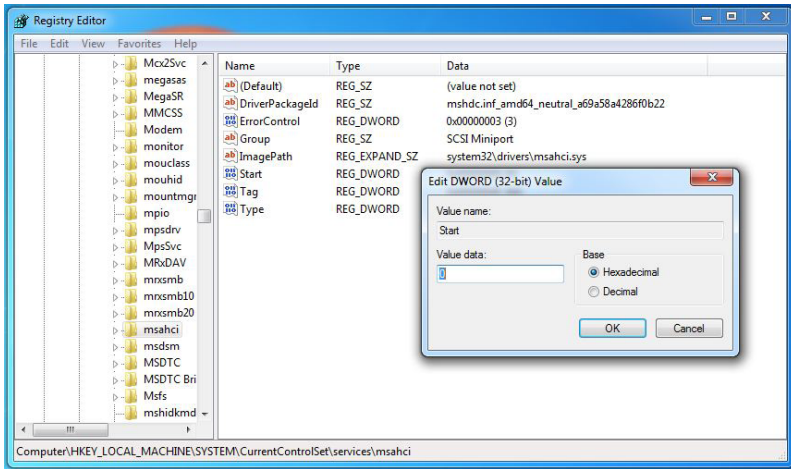 Registry Editor
File Edit View Favorites Help
Mcx2Svc
megasas
MegaSR
MMCSS
Modem
monitor
mouclass
mouhid
mountmgr
mpio
mpsdrv
MpsSvc
MRxDAV
mrxsmb
mrxsmb10
mrxsmb20
msahci
msdsm
MSDTC
MSDTC Bri
Msfs
mshidkmd
Name Type Data
(Default) REG_SZ (value not set)
DriverPackageId REG_SZ mshdc.inf_amd64_neutral_a69a58a4286f0b22
ErrorControl REG_DWORD 0x00000003 (3)
Group REG_SZ SCSI Miniport
ImagePath REG_EXPAND_SZ system32\drivers\msahci.sys
Start REG_DWORD
Tag REG_DWORD
Type REG_DWORD
Edit DWORD (32-bit) Value
Value name:
Start
Value data:
0
Base
Hexadecimal
Decimal
OK Cancel
Computer\HKEY_LOCAL_MACHINE\SYSTEM\CurrentControlSet\services\msahci